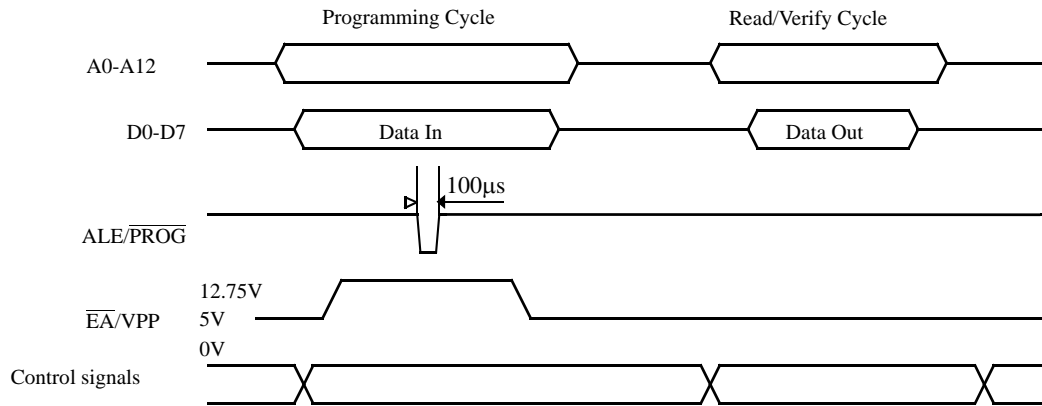 Programming Cycle Read/Verify Cycle
A0-A12
D0-D7 Data In Data Out
100μs
ALE/PROG
12.75V
EA/VPP 5V
0V
Control signals